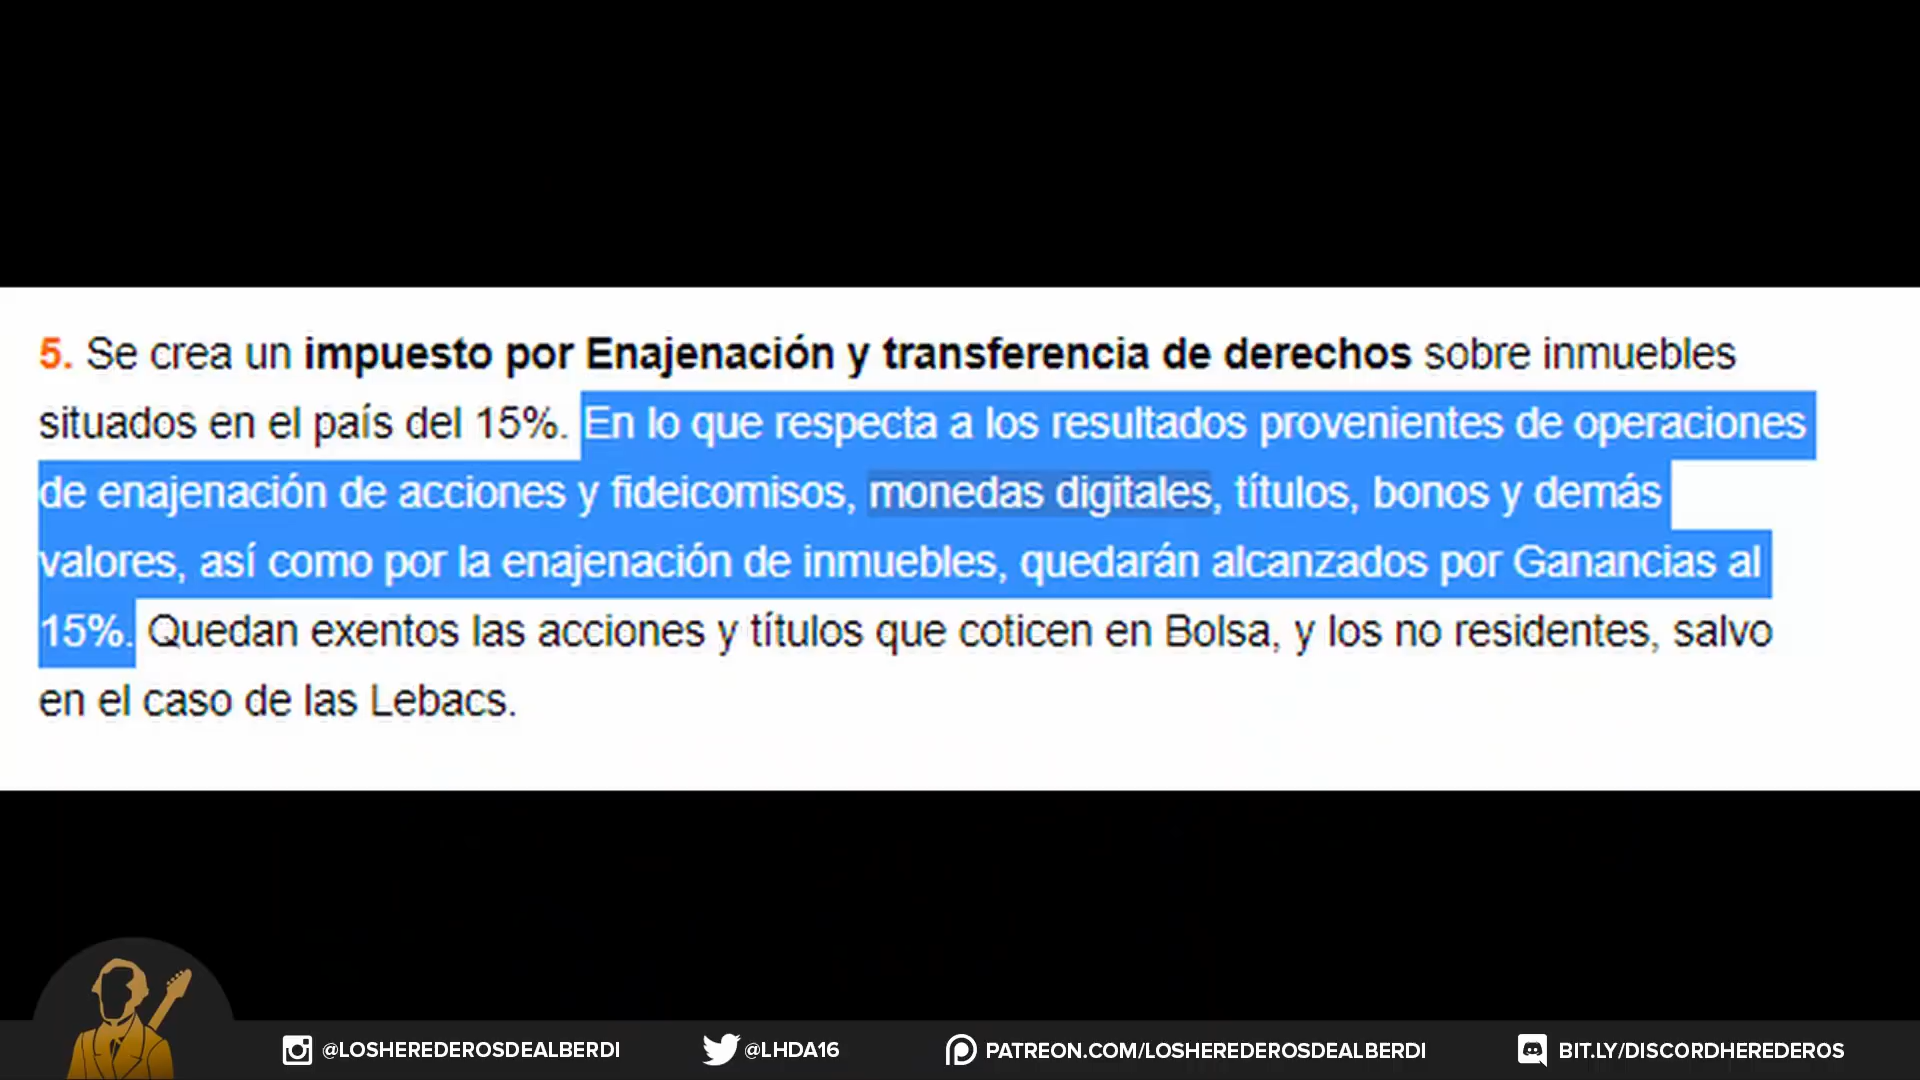 5. Se crea un impuesto por Enajenación y transferencia de derechos sobre inmuebles
situados en el país del 15%. En lo que respecta a los resultados provenientes de operaciones
de enajenación de acciones y fideicomisos, monedas digitales, títulos, bonos y demás
valores, así como por la enajenación de inmuebles, quedarán alcanzados por Ganancias al
15%. Quedan exentos las acciones y títulos que coticen en Bolsa, y los no residentes, salvo
en el caso de las Lebacs.
@LOSHEREDEROSDEALBERDI @LHDA16 PATREON.COM/LOSHEREDEROSDEALBERDI BIT.LY/DISCORDHEREDEROS